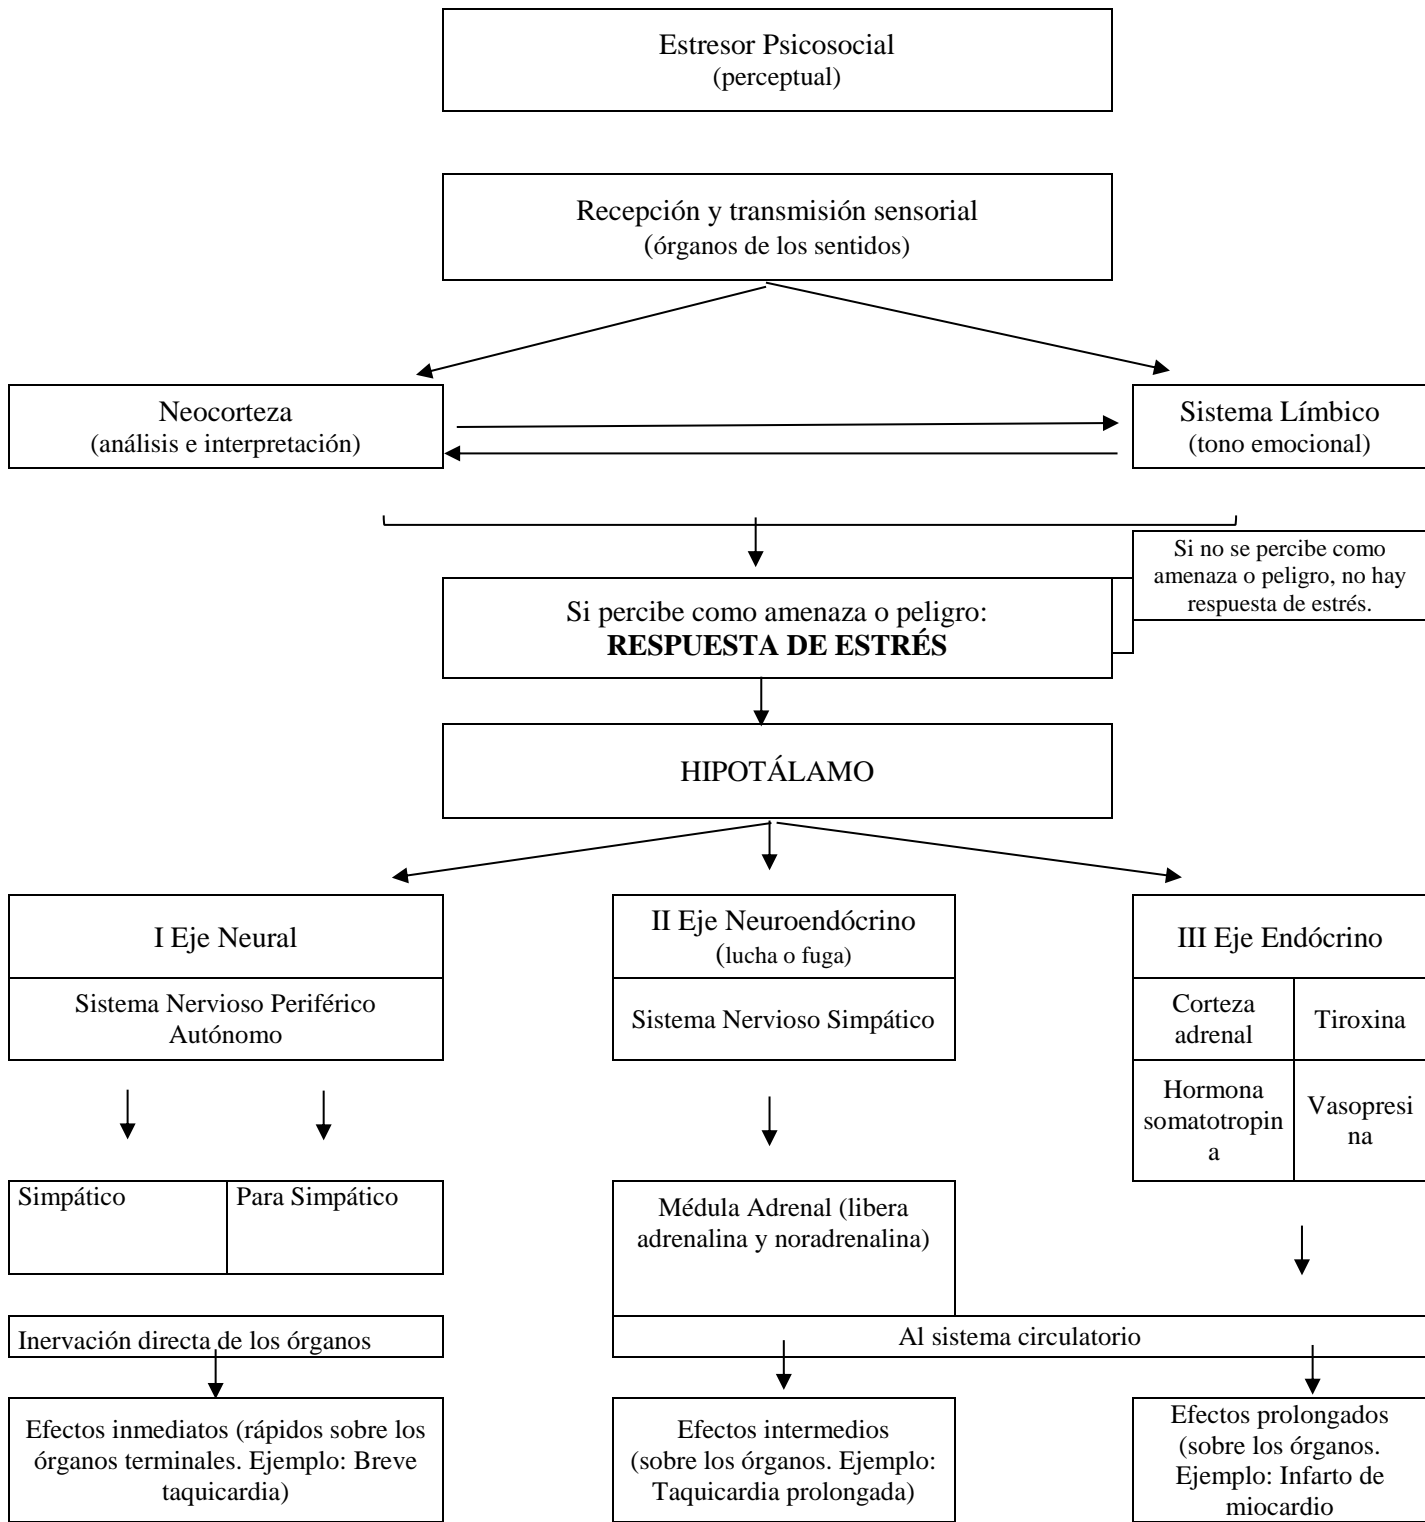 Estresor Psicosocial
(perceptual)
Recepción y transmisión sensorial
(órganos de los sentidos)
Neocorteza
(análisis e interpretación)
Sistema Límbico
(tono emocional)
Si no se percibe como
amenaza o peligro, no hay
respuesta de estrés.
Si percibe como amenaza o peligro:
RESPUESTA DE ESTRÉS
HIPOTÁLAMO
I Eje Neural
II Eje Neuroendócrino
(lucha o fuga)
III Eje Endócrino
Sistema Nervioso Periférico
Autónomo
Sistema Nervioso Simpático
Corteza
adrenal
Tiroxina
Hormona
somatotropin
a
Vasopresi
na
Simpático
Para Simpático
Médula Adrenal (libera
adrenalina y noradrenalina)
Inervación directa de los órganos
Al sistema circulatorio
Efectos inmediatos (rápidos sobre los
órganos terminales. Ejemplo: Breve
taquicardia)
Efectos intermedios
(sobre los órganos. Ejemplo:
Taquicardia prolongada)
Efectos prolongados
(sobre los órganos.
Ejemplo: Infarto de
miocardio